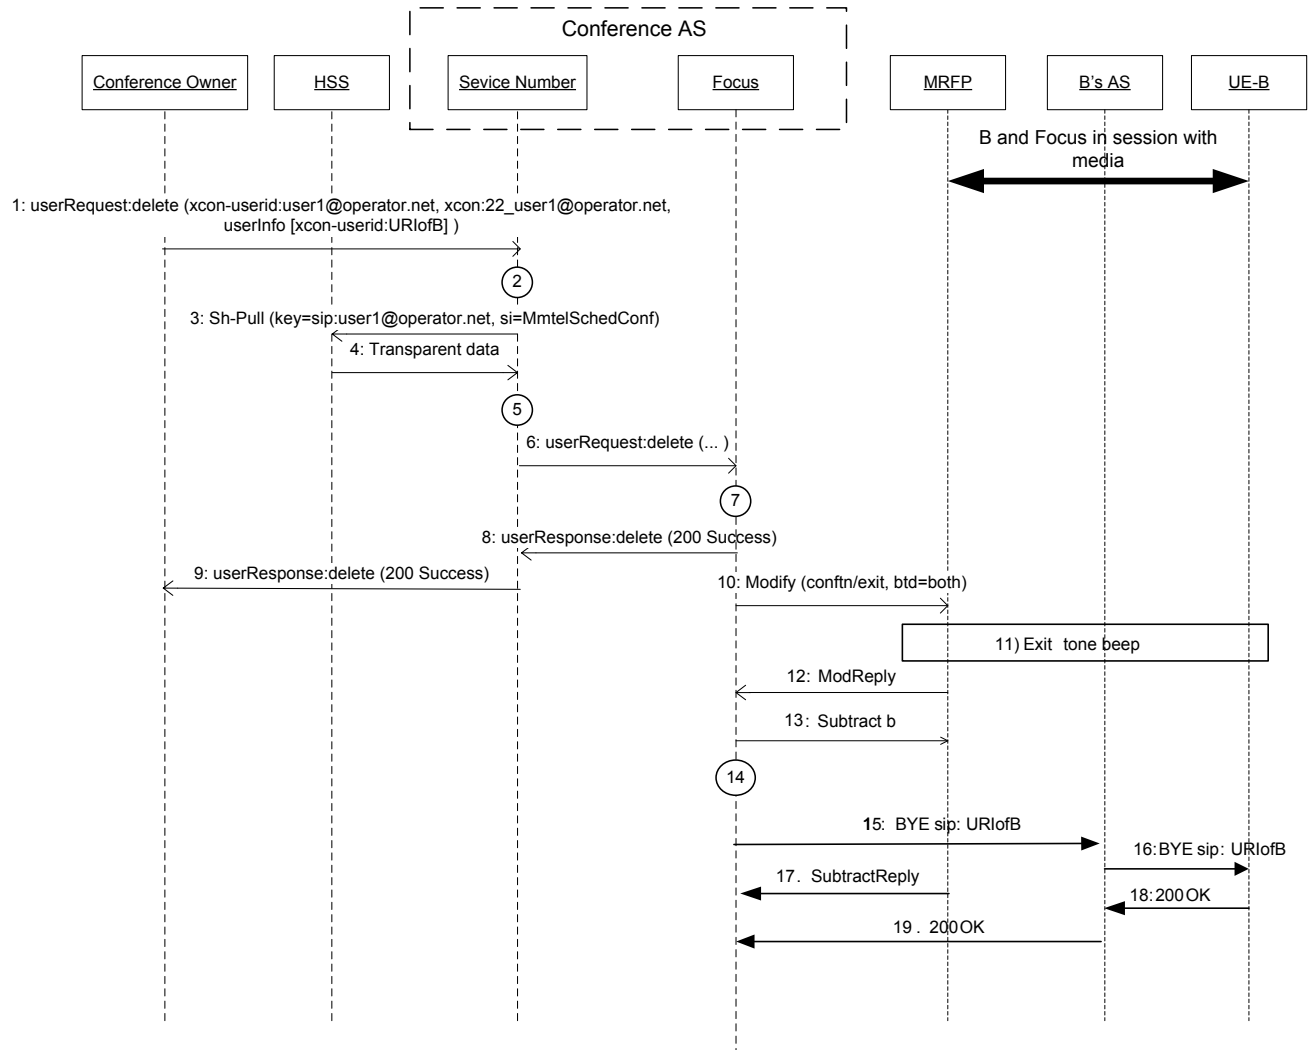 Conference AS
Conference Owner
HSS
Sevice Number
Focus
MRFP
B's AS
UE-B
B and Focus in session with
media
1: userRequest:delete (xcon-userid:user1@operator.net, xcon:22_user1@operator.net,
userInfo [xcon-userid:URIofB] )
2
3: Sh-Pull (key=sip:user1@operator.net, si=MmtelSchedConf)
4: Transparent data
5
6: userRequest:delete (... )
7
8: userResponse:delete (200 Success)
9: userResponse:delete (200 Success)
10: Modify (conftn/exit, btd=both)
11) Exit tone beep
12: ModReply
13: Subtract b
14
15: BYE sip: URIofB
16:BYE sip: URIofB
17. SubtractReply
18:200OK
19. 200OK